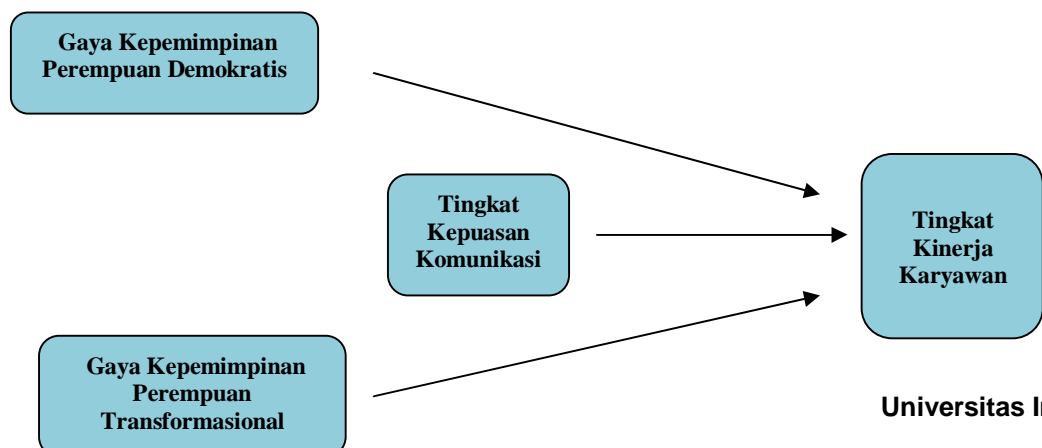 Gaya Kepemimpinan
Perempuan Demokratis
Tingkat
Kepuasan
Komunikasi
Tingkat
Kinerja
Karyawan
Gaya Kepemimpinan
Perempuan
Transformasional
Universitas